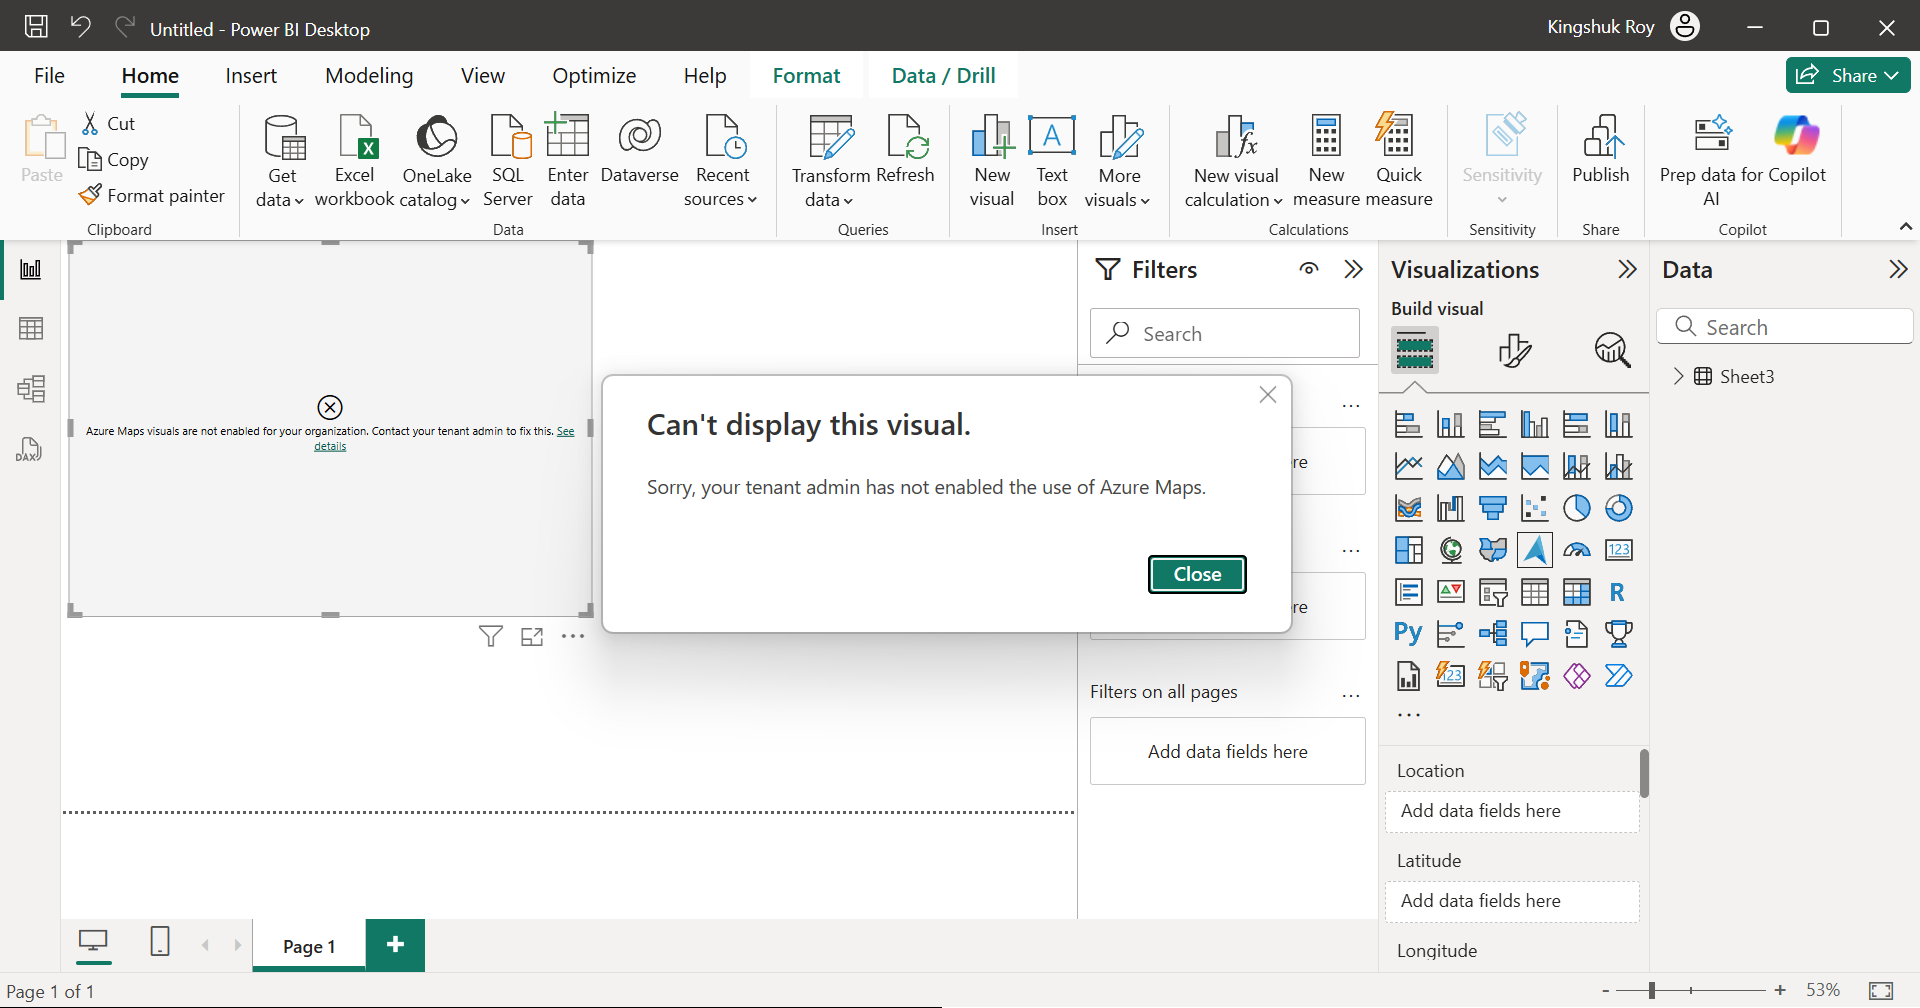 Untitled - Power BI Desktop
Kingshuk Roy
File
Home
Insert
Modeling
View
Optimize
Help
Format
Data / Drill
Share
Paste
Cut
Copy
Format painter
Clipboard
Get
data
Excel
workbook
OneLake
catalog
SQL
Server
Enter
data
Dataverse
Recent
sources
Data
Transform
data
Refresh
Queries
New
visual
Text
box
More
visuals
Insert
New visual
calculation
New
measure
Quick
measure
Calculations
Sensitivity
Sensitivity
Publish
Share
Prep data for
AI
Copilot
Copilot
DAX
Azure Maps visuals are not enabled for your organization. Contact your tenant admin to fix this. See
details
Can't display this visual.
Sorry, your tenant admin has not enabled the use of Azure Maps.
Close
Filters
Search
re
re
Filters on all pages
Add data fields here
Visualizations
Build visual
123
R
Py
123
Location
Add data fields here
Latitude
Add data fields here
Longitude
Data
Search
Sheet3
Page 1
Page 1 of 1
53%